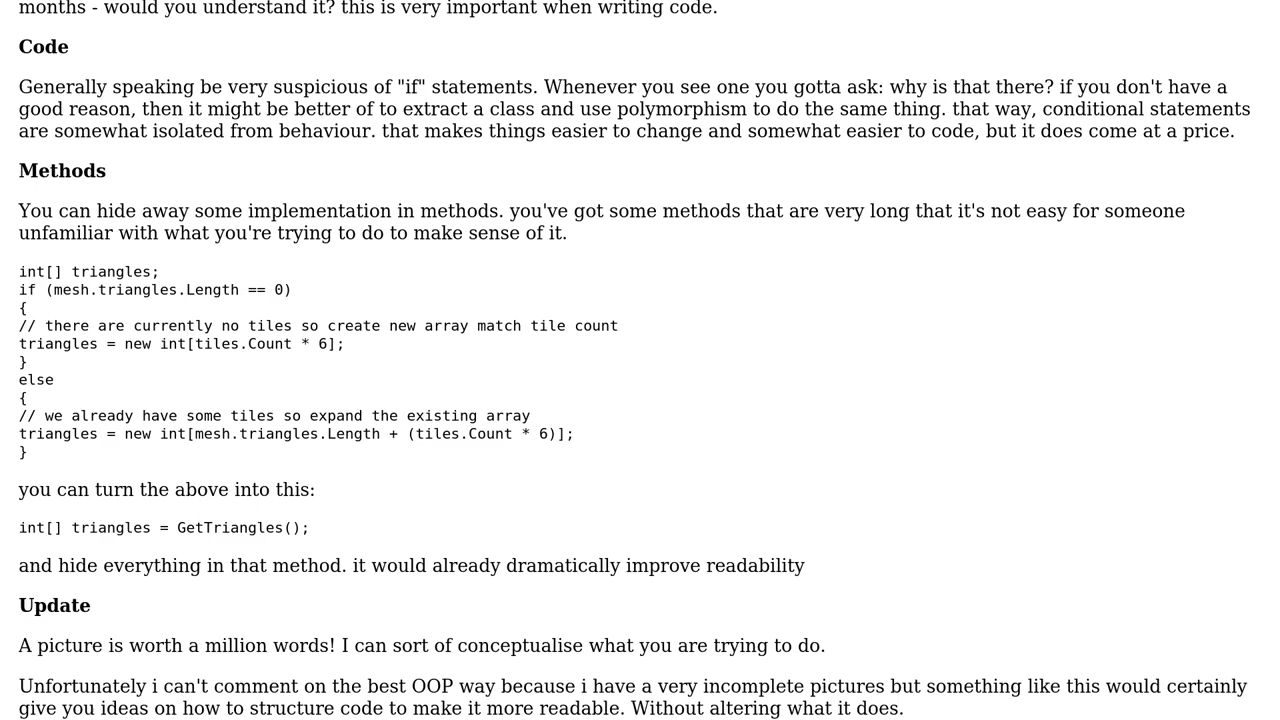 months - would you understand it? this is very important when writing code.
Code
Generally speaking be very suspicious of "if" statements. Whenever you see one you gotta ask: why is that there? if you don't have a
good reason, then it might be better of to extract a class and use polymorphism to do the same thing. that way, conditional statements
are somewhat isolated from behaviour. that makes things easier to change and somewhat easier to code, but it does come at a price.
Methods
You can hide away some implementation in methods. you've got some methods that are very long that it's not easy for someone
unfamiliar with what you're trying to do to make sense of it.
int[] triangles;
if (mesh.triangles.Length == 0)
{
// there are currently no tiles so create new array match tile count
triangles = new int[tiles.Count * 6];
}
else
{
// we already have some tiles so expand the existing array
triangles = new int[mesh.triangles.Length + (tiles.Count * 6)];
}
you can turn the above into this:
int[] triangles = GetTriangles();
and hide everything in that method. it would already dramatically improve readability
Update
A picture is worth a million words! I can sort of conceptualise what you are trying to do.
Unfortunately i can't comment on the best OOP way because i have a very incomplete pictures but something like this would certainly
give you ideas on how to structure code to make it more readable. Without altering what it does.